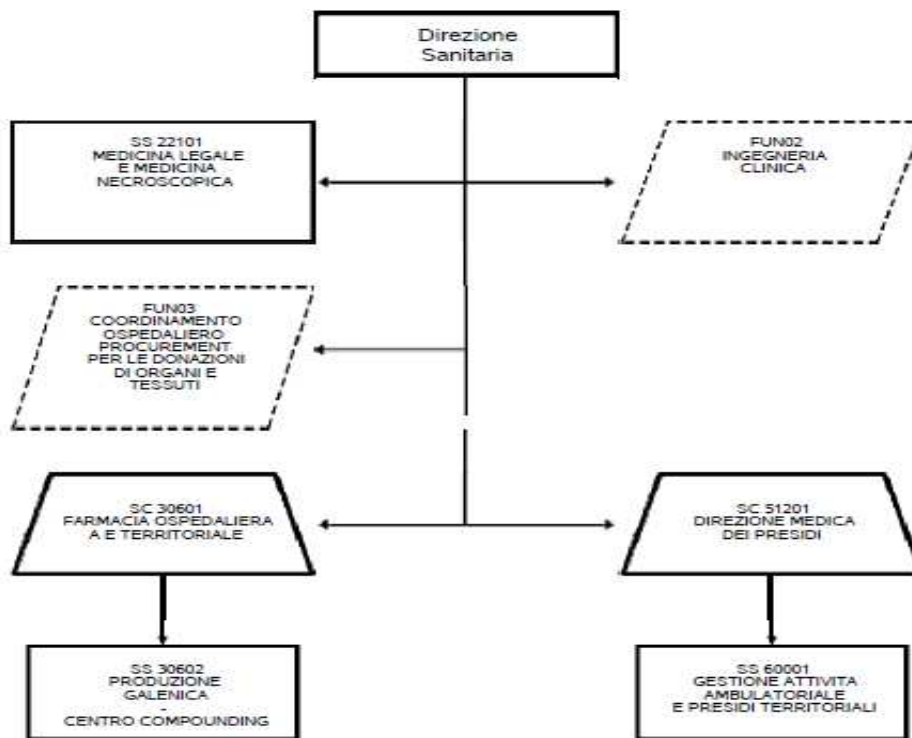 Direzione
Sanitaria
SS 22101
MEDICINA LEGALE
E MEDICINA
NECROSCOPICA
FUN02
INGEGNERIA
CLINICA
FUN03
COORDINAMENTO
OSPEDALIERO
PROCUREMENT
PER LE DONAZIONI
DI ORGANI E
TESSUTI
SC 30601
FARMACIA OSPEDALIERA
A E TERRITORIALE
SC 51201
DIREZIONE MEDICA
DEI PRESIDI
SS 30602
PRODUZIONE
GALENICA
-
CENTRO COMPOUNDING
SS 60001
GESTIONE ATTIVITA
AMBULATORIALE
E PRESIDI TERRITORIALI